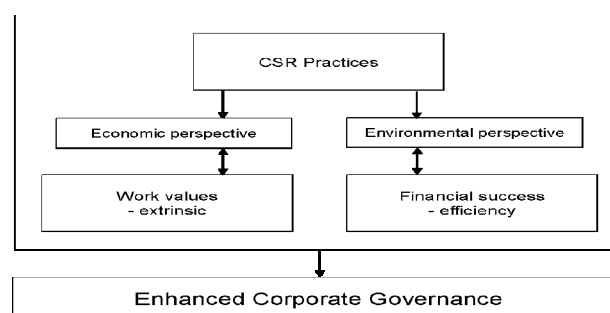 CSR Practices
Economic perspective
Environmental perspective
Work values
- extrinsic
Financial success
- efficiency
Enhanced Corporate Governance